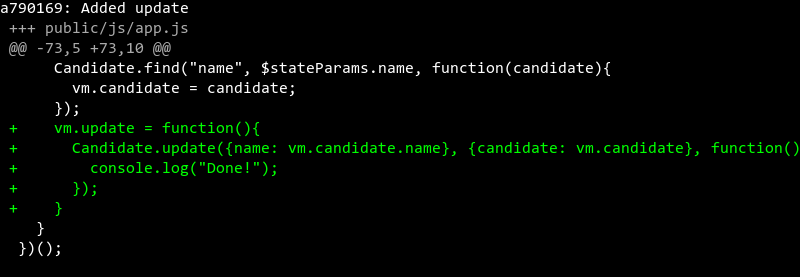 a790169: Added update
+++ public/js/app.js
@@ -73,5 +73,10 @@
Candidate.find("name", $stateParams.name, function(candidate){
vm.candidate = candidate;
});
+ vm.update = function(){
+ Candidate.update({name: vm.candidate.name}, {candidate: vm.candidate}, function()
+ console.log("Done!");
+ });
+ }
}
})();